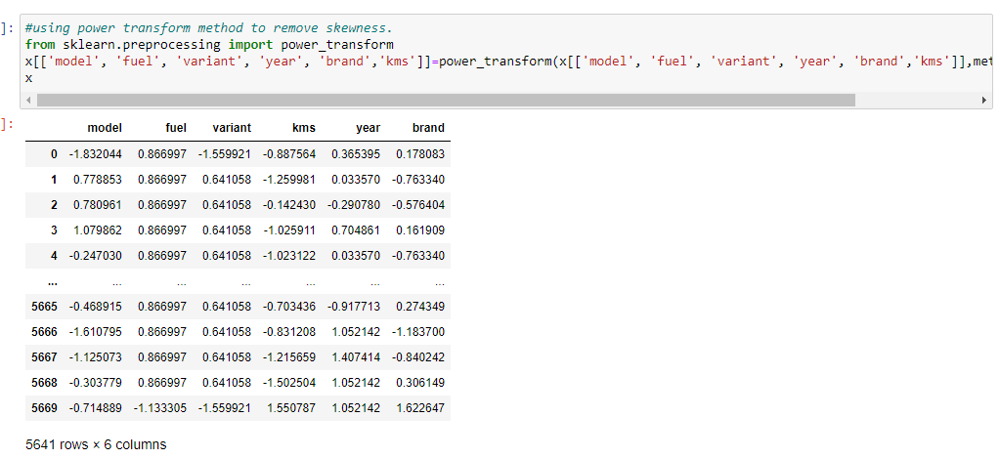 ]: #using power transform method to remove skewness.
from sklearn.preprocessing import power_transform
x[['model', 'fuel', 'variant', 'year', 'brand','kms']]=power_transform(x[['model', 'fuel', 'variant', 'year', 'brand','kms']],met
x
]:
model fuel variant kms year brand
0 -1.832044 0.866997 -1.559921 -0.887564 0.365395 0.178083
1 0.778853 0.866997 0.641058 -1.259981 0.033570 -0.763340
2 0.780961 0.866997 0.641058 -0.142430 -0.290780 -0.576404
3 1.079862 0.866997 0.641058 -1.025911 0.704861 0.161909
4 -0.247030 0.866997 0.641058 -1.023122 0.033570 -0.763340
... ... ... ... ... ... ...
5665 -0.468915 0.866997 0.641058 -0.703436 -0.917713 0.274349
5666 -1.610795 0.866997 0.641058 -0.831208 1.052142 -1.183700
5667 -1.125073 0.866997 0.641058 -1.215659 1.407414 -0.840242
5668 -0.303779 0.866997 0.641058 -1.502504 1.052142 0.306149
5669 -0.714889 -1.133305 -1.559921 1.550787 1.052142 1.622647
5641 rows × 6 columns